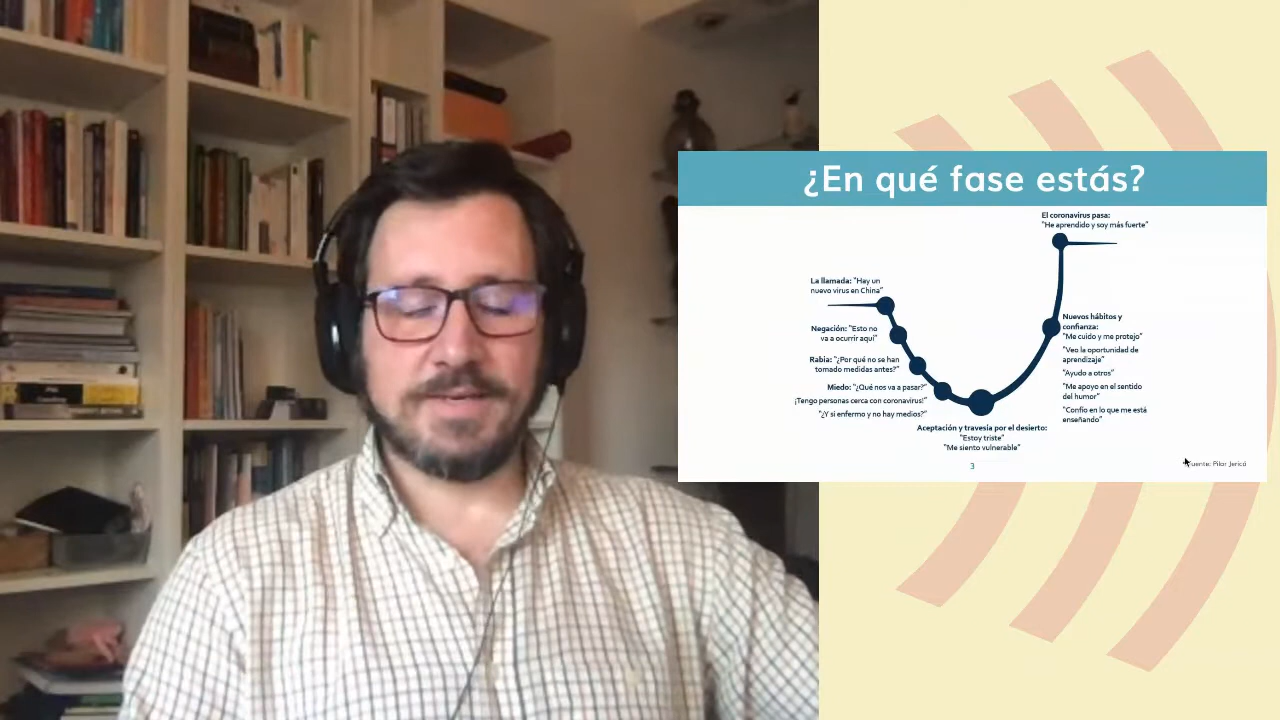 ¿En qué fase estás?
El coronavirus pasa:
"He aprendido y soy más fuerte"
La llamada: "Hay un
nuevo virus en China"
Negación: "Esto no
va a ocurrir aquí"
Rabia: "¿Por qué no se han
tomado medidas antes?"
Miedo: "¿Qué nos va a pasar?"
¡Tengo personas cerca con coronavirus!"
"¿Y si enfermo y no hay medios?"
Aceptación y travesía por el desierto:
"Estoy triste"
"Me siento vulnerable"
Nuevos hábitos y
confianza:
"Me cuido y me protejo"
"Veo la oportunidad de
aprendizaje"
"Ayudo a otros"
"Me apoyo en el sentido
del humor"
"Confío en lo que me está
enseñando"
3
Fuente: Pilar Jericó